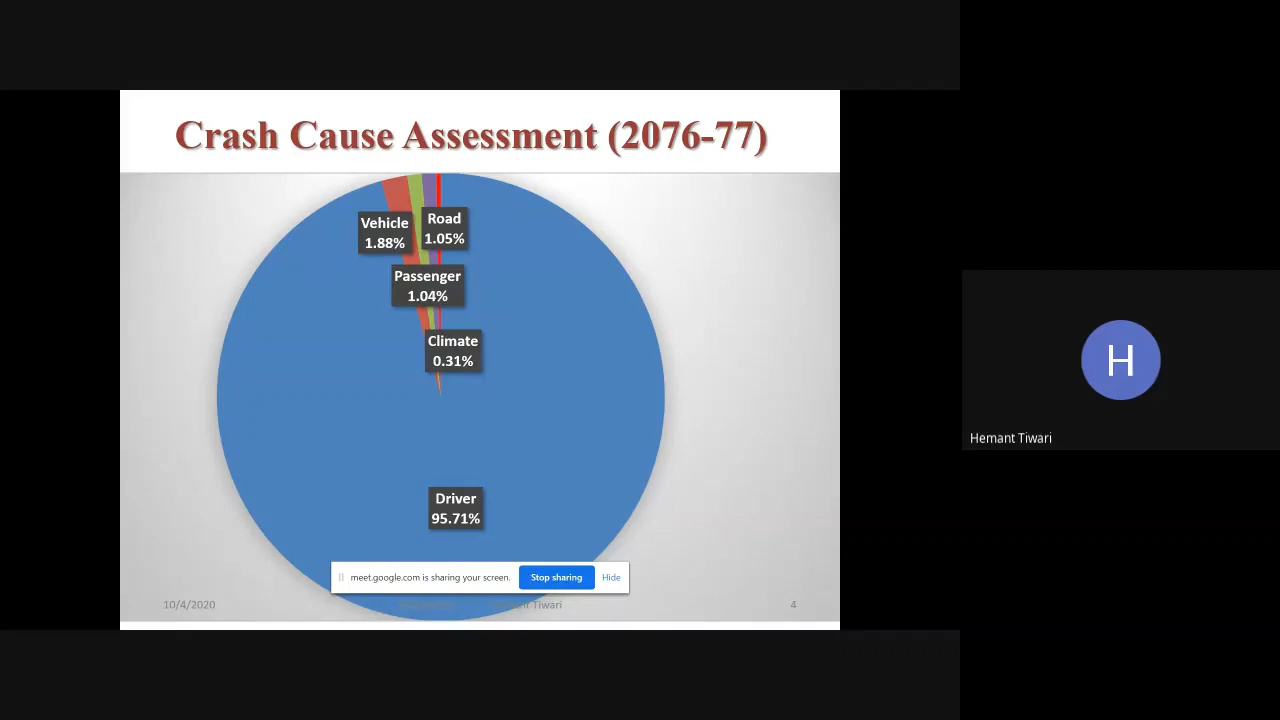 Crash Cause Assessment (2076-77)
Vehicle
1.88%
Road
1.05%
Passenger
1.04%
Climate
0.31%
Driver
95.71%
meet.google.com is sharing your screen.
Stop sharing
Hide
10/4/2020
Tiwari
4
H
Hemant Tiwari